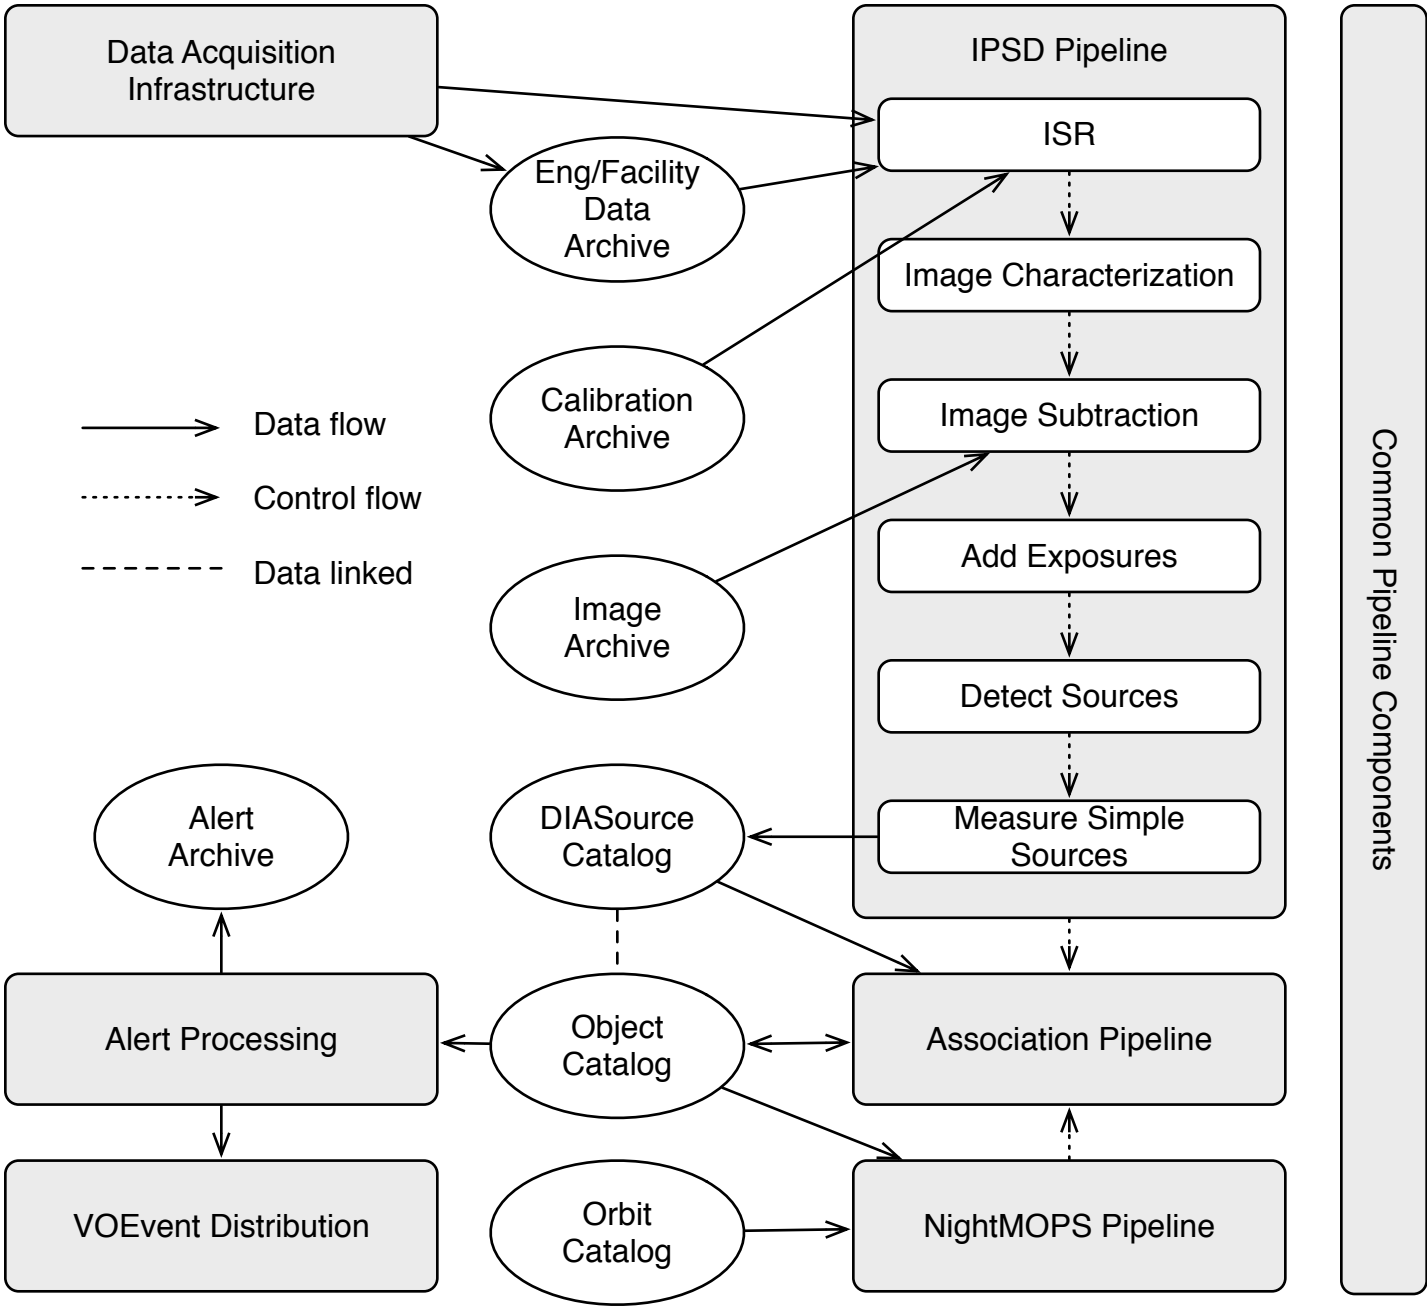 Data Acquisition
Infrastructure
IPSD Pipeline
ISR
Eng/Facility
Data
Archive
Image Characterization
Calibration
Archive
Image Subtraction
Data flow
Control flow
Data linked
Add Exposures
Image
Archive
Detect Sources
Alert
Archive
DIASource
Catalog
Measure Simple
Sources
Alert Processing
Object
Catalog
Association Pipeline
VOEvent Distribution
Orbit
Catalog
NightMOPS Pipeline
Common Pipeline Components